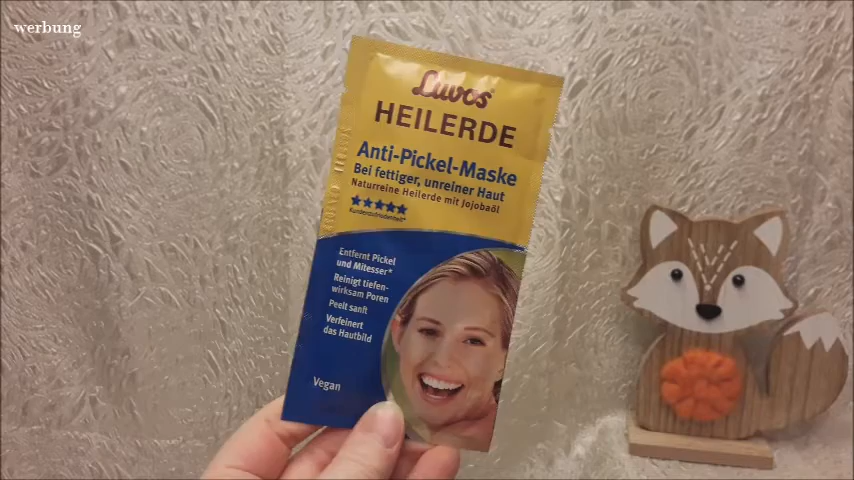 werbung
Luvos
HEILERDE
Anti-Pickel-Maske
Bei fettiger, unreiner Haut
Naturreine Heilerde mit Jojobaöl
Kundenzufriedenheit*
Entfernt Pickel
und Mitesser*
Reinigt tiefen-
wirksam Poren
Peelt sanft
Verfeinert
das Hautbild
Vegan